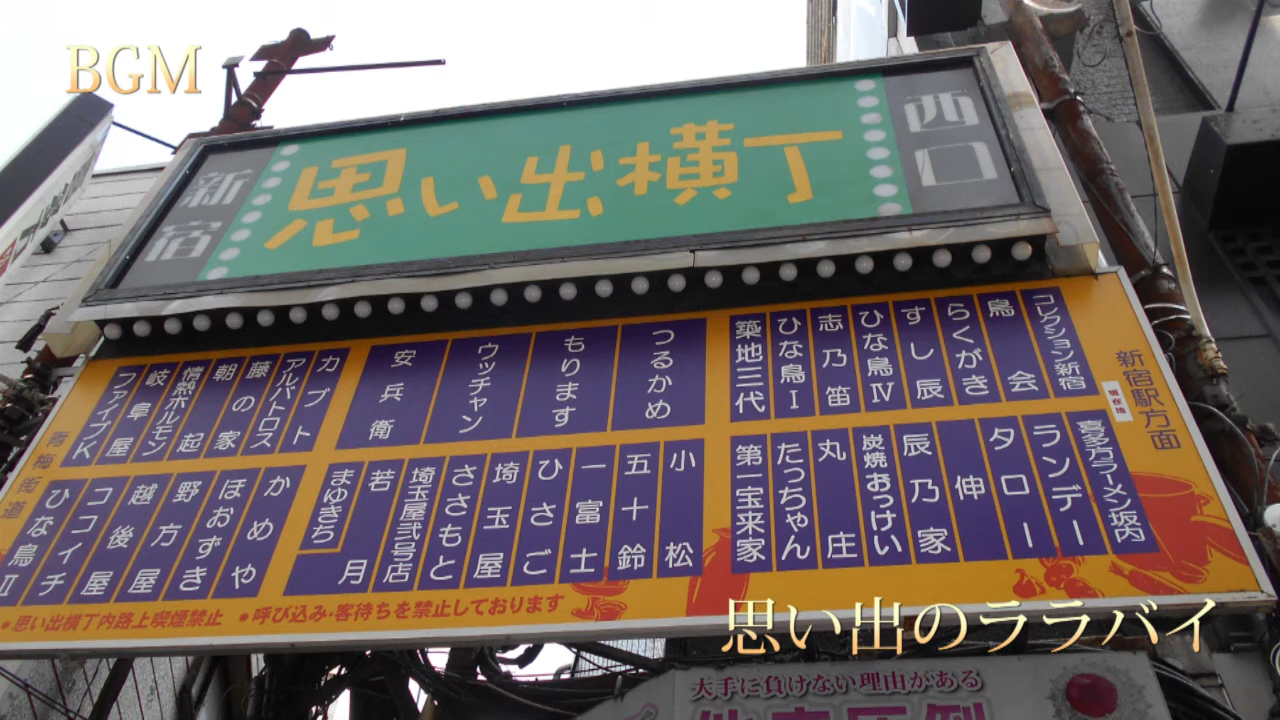 BGM
新宿
思い出横丁
西口
ファイブK
岐阜屋
情熱ホルモン
朝起
藤の家
アルバトロス
カブト
安兵衛
ウッチャン
もります
つるかめ
築地三代
ひな鳥Ⅰ
志乃笛
ひな鳥Ⅳ
すし辰
らくがき
鳥会
コレクション新宿
新宿駅方面
現在地
青梅街道
ひな鳥Ⅱ
ココイチ
越後屋
野方屋
ほおずき
かめや
まゆきち
若月
埼玉屋弐号店
ささもと
埼玉屋
ひさご
一富士
五十鈴
小松
第一宝来家
たっちゃん
丸庄
炭焼おっけい
辰乃家
伸
タロー
ランデー
喜多方ラーメン坂内
●思い出横丁内路上喫煙禁止 ●呼び込み・客待ちを禁止しております
思い出のララバイ
大手に負けない理由がある